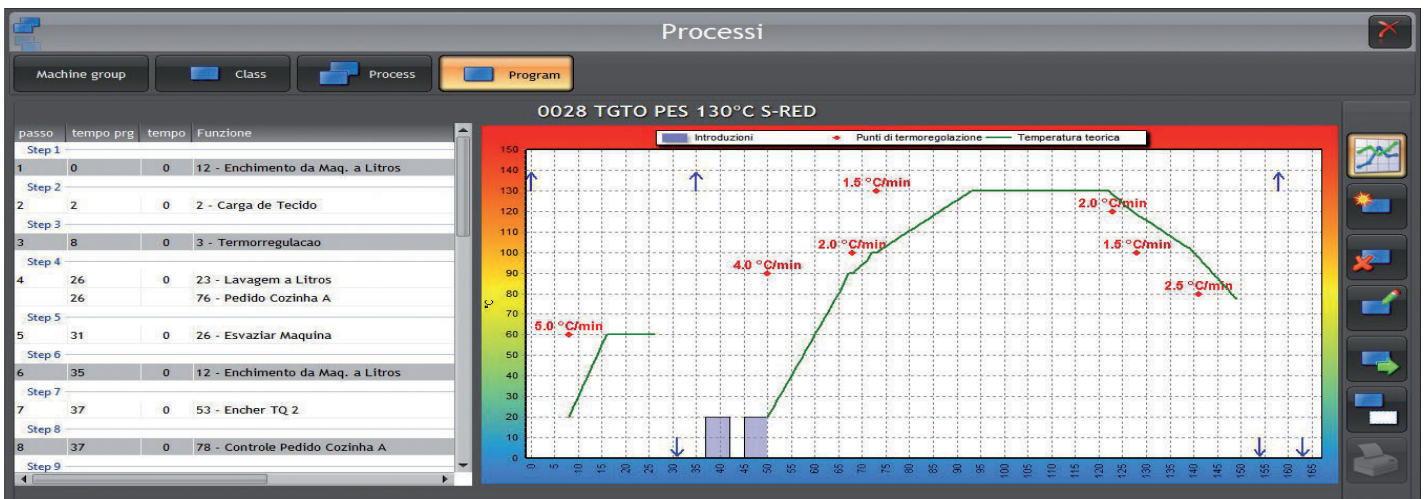 Processi
Machine group Class Process Program
0028 TGTO PES 130°C S-RED
passo tempo prg tempo Funzione
Step 1
1 0 0 12 - Enchimento da Maq. a Litros
Step 2
2 2 0 2 - Carga de Tecido
Step 3
3 8 0 3 - Termorregulacao
Step 4
4 26 0 23 - Lavagem a Litros
26 76 - Pedido Cozinha A
Step 5
5 31 0 26 - Esvaziar Maquina
Step 6
6 35 0 12 - Enchimento da Maq. a Litros
Step 7
7 37 0 53 - Encher TQ 2
Step 8
8 37 0 78 - Controle Pedido Cozinha A
Step 9
Introduzioni Punti di termoregolazione Temperatura teorica
150
140
130
120
110
100
90
80
70
60
50
40
30
20
10
0
°C
5.0 °C/min
4.0 °C/min
2.0 °C/min
1.5 °C/min
2.0 °C/min
1.5 °C/min
2.5 °C/min
0 5 10 15 20 25 30 35 40 45 50 55 60 65 70 75 80 85 90 95 100 105 110 115 120 125 130 135 140 145 150 155 160 165